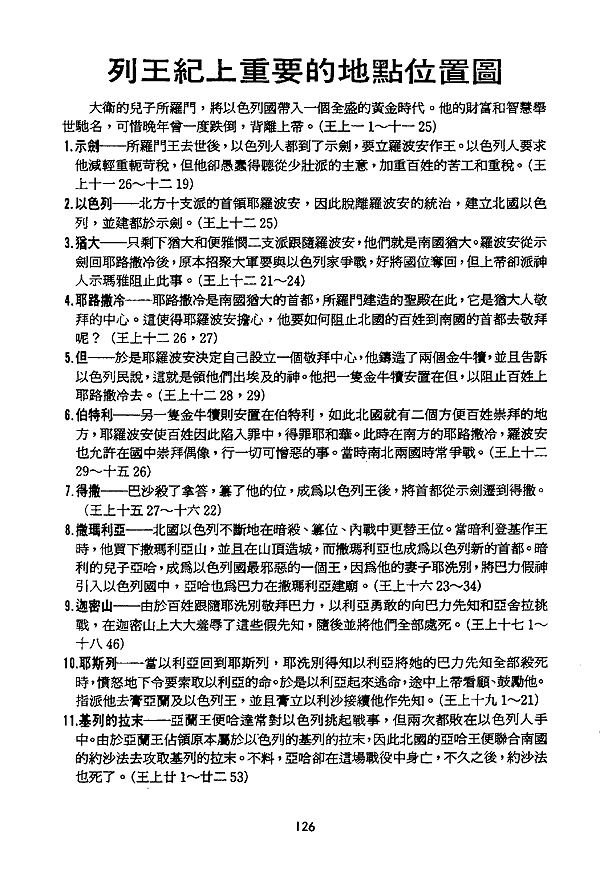 列王紀上重要的地點位置圖
大衛的兒子所羅門，將以色列國帶入一個全盛的黃金時代。他的財富和智慧舉
世馳名，可惜晚年曾一度跌倒，背離上帝。（王上一1～十一25）
1.示劍——所羅門王去世後，以色列人都到了示劍，要立羅波安作王。以色列人要求
他減輕重軛苛稅，但他卻愚蠢得聽從少壯派的主意，加重百姓的苦工和重稅。（王
上十一26～十二19）
2.以色列——北方十支派的首領耶羅波安，因此脫離羅波安的統治，建立北國以色
列，並建都於示劍。（王上十二25）
3.猶大——只剩下猶大和便雅憫二支派跟隨羅波安，他們就是南國猶大。羅波安從示
劍回耶路撒冷後，原本招聚大軍要與以色列家爭戰，好將國位奪回，但上帝卻派神
人示瑪雅阻止此事。（王上十二21～24）
4.耶路撒冷——耶路撒冷是南國猶大的首都，所羅門建造的聖殿在此，它是猶大人敬
拜的中心。這使得耶羅波安擔心，他要如何阻止北國的百姓到南國的首都去敬拜
呢？（王上十二26，27）
5.但——於是耶羅波安決定自己設立一個敬拜中心，他鑄造了兩個金牛犢，並且告訴
以色列民說，這就是領他們出埃及的神。他把一隻金牛犢安置在但，以阻止百姓上
耶路撒冷去。（王上十二28，29）
6.伯特利——另一隻金牛犢則安置在伯特利，如此北國就有二個方便百姓崇拜的地
方，耶羅波安使百姓因此陷入罪中，得罪耶和華。此時在南方的耶路撒冷，羅波安
也允許在國中崇拜偶像，行一切可憎惡的事。當時南北兩國時常爭戰。（王上十二
29～十五26）
7.得撒——巴沙殺了拿答，篡了他的位，成爲以色列王後，將首都從示劍遷到得撒。
（王上十五27～十六22）
8.撒瑪利亞——北國以色列不斷地在暗殺、篡位、內戰中更替王位。當暗利登基作王
時，他買下撒瑪利亞山，並且在山頂造城，而撒瑪利亞也成爲以色列新的首都。暗
利的兒子亞哈，成爲以色列國最邪惡的一個王，因爲他的妻子耶洗別，將巴力假神
引入以色列國中，亞哈也爲巴力在撒瑪利亞建廟。（王上十六23～34）
9.迦密山——由於百姓跟隨耶洗別敬拜巴力，以利亞勇敢的向巴力先知和亞舍拉挑
戰，在迦密山上大大羞辱了這些假先知，隨後並將他們全部處死。（王上十七1～
十八46）
10.耶斯列——當以利亞回到耶斯列，耶洗別得知以利亞將她的巴力先知全部殺死
時，憤怒地下令要索取以利亞的命。於是以利亞起來逃命，途中上帝看顧、鼓勵他。
指派他去膏亞蘭及以色列王，並且膏立以利沙接續他作先知。（王上十九1～21）
11.基列的拉末——亞蘭王便哈達常對以色列挑起戰事，但兩次都敗在以色列人手
中。由於亞蘭王佔領原本屬於以色列的基列的拉末，因此北國的亞哈王便聯合南國
的約沙法去攻取基列的拉末。不料，亞哈卻在這場戰役中身亡，不久之後，約沙法
也死了。（王上廿1～廿二53）
126